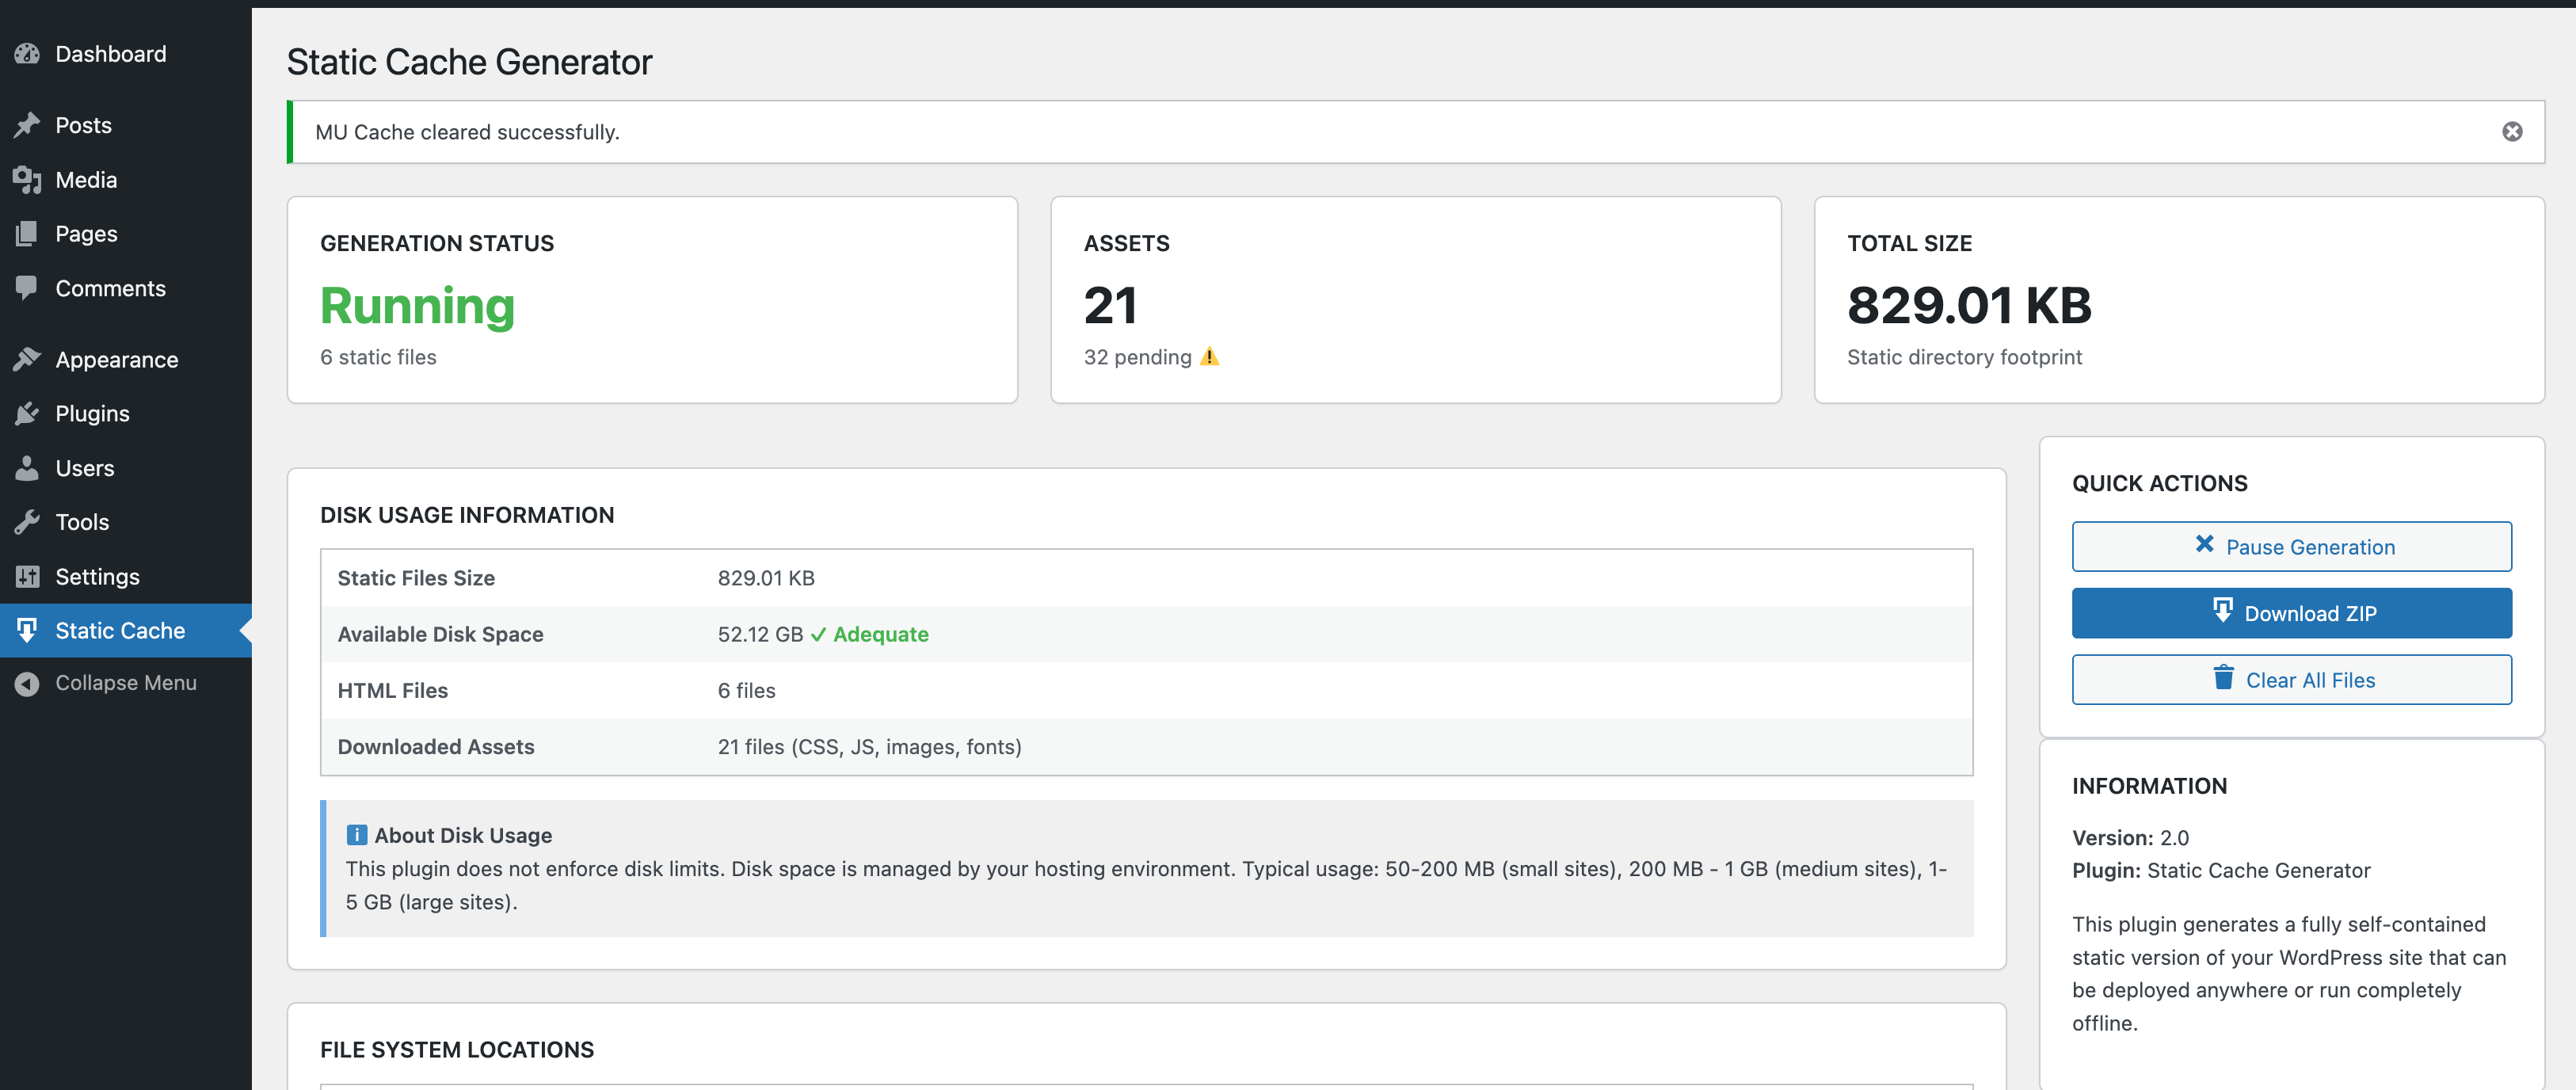 Dashboard
Posts
Media
Pages
Comments
Appearance
Plugins
Users
Tools
Settings
Static Cache
Collapse Menu
Static Cache Generator
MU Cache cleared successfully.
GENERATION STATUS
Running
6 static files
ASSETS
21
32 pending ⚠️
TOTAL SIZE
829.01 KB
Static directory footprint
DISK USAGE INFORMATION
Static Files Size 829.01 KB
Available Disk Space 52.12 GB ✓ Adequate
HTML Files 6 files
Downloaded Assets 21 files (CSS, JS, images, fonts)
ℹ️ About Disk Usage
This plugin does not enforce disk limits. Disk space is managed by your hosting environment. Typical usage: 50-200 MB (small sites), 200 MB - 1 GB (medium sites), 1-
5 GB (large sites).
FILE SYSTEM LOCATIONS
QUICK ACTIONS
Pause Generation
Download ZIP
Clear All Files
INFORMATION
Version: 2.0
Plugin: Static Cache Generator
This plugin generates a fully self-contained
static version of your WordPress site that can
be deployed anywhere or run completely
offline.